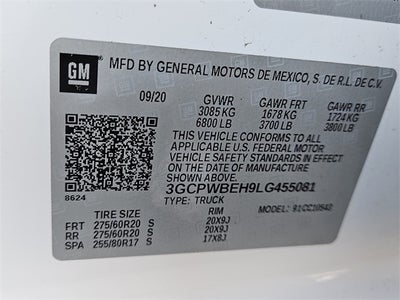 GM
MFD BY GENERAL MOTORS DE MEXICO, S. DE R.L. DE C.V.
09/20 GVWR GAWR FRT GAWR RR
3085 KG 1678 KG 1724 KG
6800 LB 3700 LB 3800 LB
THIS VEHICLE CONFORMS TO ALL
APPLICABLE U.S. FEDERAL MOTOR
VEHICLE SAFETY AND THEFT PREVENTION
STANDARDS IN EFFECT ON THE DATE OF
MANUFACTURE SHOWN ABOVE.
3GCPWBEH9LG455081
8624 TYPE: TRUCK MODEL:
TIRE SIZE RIM
FRT 275/60R20 S 20X9J
RR 275/60R20 S 20X9J
SPA 255/80R17 S 17X8J